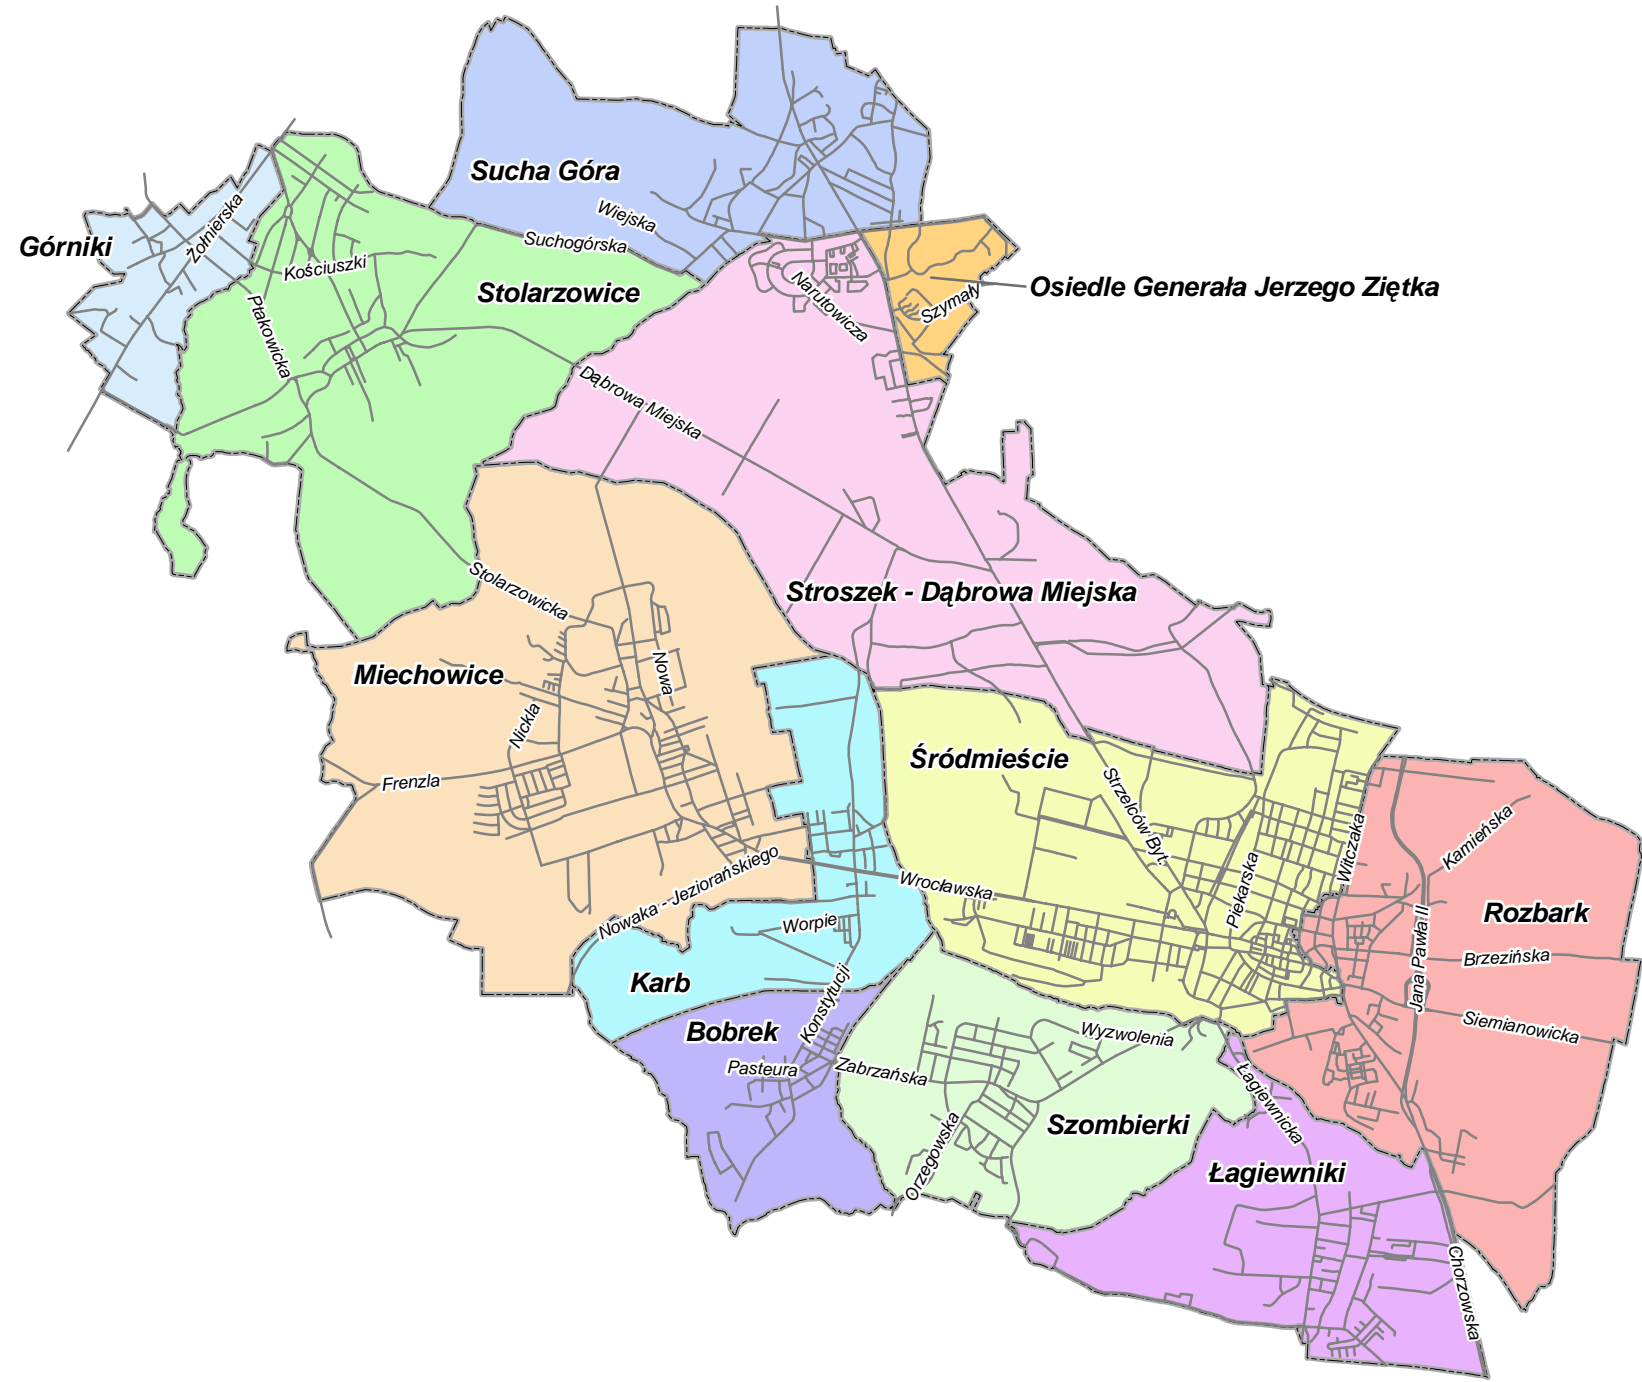 Sucha Góra
Wiejska
Żołnierska
Górniki
Suchogórska
Kościuszki
Stolarzowice
Osiedle Generała Jerzego Ziętka
Narutowicza
Szymały
Ptakowicka
Dąbrowa Miejska
Stolarzowicka
Stroszek - Dąbrowa Miejska
Miechowice
Nowa
Nickla
Śródmieście
Frenzla
Strzelców Byt.
Kamieńska
Witczaka
Nowaka - Jeziorańskiego
Wrocławska
Piekarska
Rozbark
Worpie
Jana Pawła II
Brzezińska
Karb
Konstytucji
Siemianowicka
Bobrek
Wyzwolenia
Pasteura
Zabrzańska
Łagiewnicka
Szombierki
Orzegowska
Łagiewniki
Chorzowska